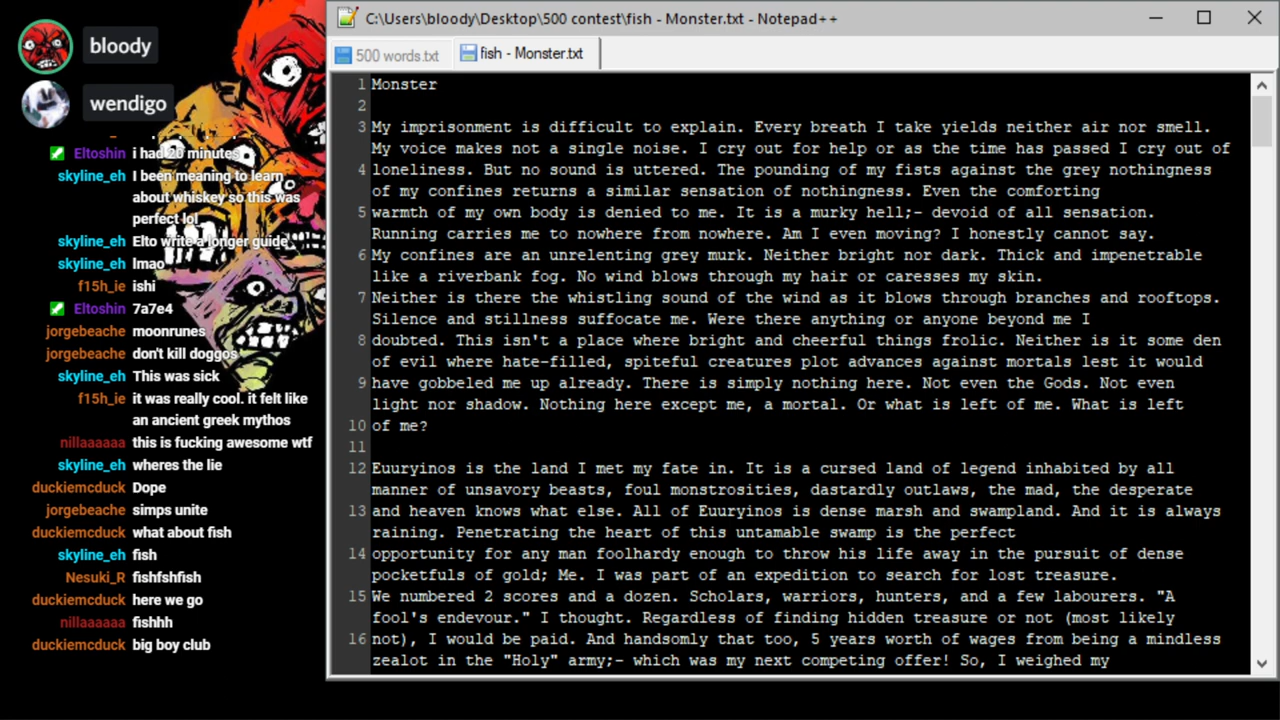 bloody
wendigo
Eltoshin i had 20 minutes
skyline_eh I been meaning to learn
about whiskey so this was
perfect lol
skyline_eh Elto write a longer guide
skyline_eh lmao
f15h_ie ishi
Eltoshin 7a7e4
jorgebeache moonrunes
jorgebeache don't kill doggos
skyline_eh This was sick
f15h_ie it was really cool. it felt like
an ancient greek mythos
nillaaaaaa this is fucking awesome wtf
skyline_eh wheres the lie
duckiemcduck Dope
jorgebeache simps unite
duckiemcduck what about fish
skyline_eh fish
Nesuki_R fishfshfish
duckiemcduck here we go
nillaaaaaa fishhh
duckiemcduck big boy club
C:\Users\bloody\Desktop\500 contest\fish - Monster.txt - Notepad++
500 words.txt
fish - Monster.txt
1 Monster
2
3 My imprisonment is difficult to explain. Every breath I take yields neither air nor smell.
My voice makes not a single noise. I cry out for help or as the time has passed I cry out of
4 loneliness. But no sound is uttered. The pounding of my fists against the grey nothingness
of my confines returns a similar sensation of nothingness. Even the comforting
5 warmth of my own body is denied to me. It is a murky hell;- devoid of all sensation.
Running carries me to nowhere from nowhere. Am I even moving? I honestly cannot say.
6 My confines are an unrelenting grey murk. Neither bright nor dark. Thick and impenetrable
like a riverbank fog. No wind blows through my hair or caresses my skin.
7 Neither is there the whistling sound of the wind as it blows through branches and rooftops.
Silence and stillness suffocate me. Were there anything or anyone beyond me I
8 doubted. This isn't a place where bright and cheerful things frolic. Neither is it some den
of evil where hate-filled, spiteful creatures plot advances against mortals lest it would
9 have gobbeled me up already. There is simply nothing here. Not even the Gods. Not even
light nor shadow. Nothing here except me, a mortal. Or what is left of me. What is left
10 of me?
11
12 Euuryinos is the land I met my fate in. It is a cursed land of legend inhabited by all
manner of unsavory beasts, foul monstrosities, dastardly outlaws, the mad, the desperate
13 and heaven knows what else. All of Euuryinos is dense marsh and swampland. And it is always
raining. Penetrating the heart of this untamable swamp is the perfect
14 opportunity for any man foolhardy enough to throw his life away in the pursuit of dense
pocketfuls of gold; Me. I was part of an expedition to search for lost treasure.
15 We numbered 2 scores and a dozen. Scholars, warriors, hunters, and a few labourers. "A
fool's endevour." I thought. Regardless of finding hidden treasure or not (most likely
16 not), I would be paid. And handsomly that too, 5 years worth of wages from being a mindless
zealot in the "Holy" army;- which was my next competing offer! So, I weighed my